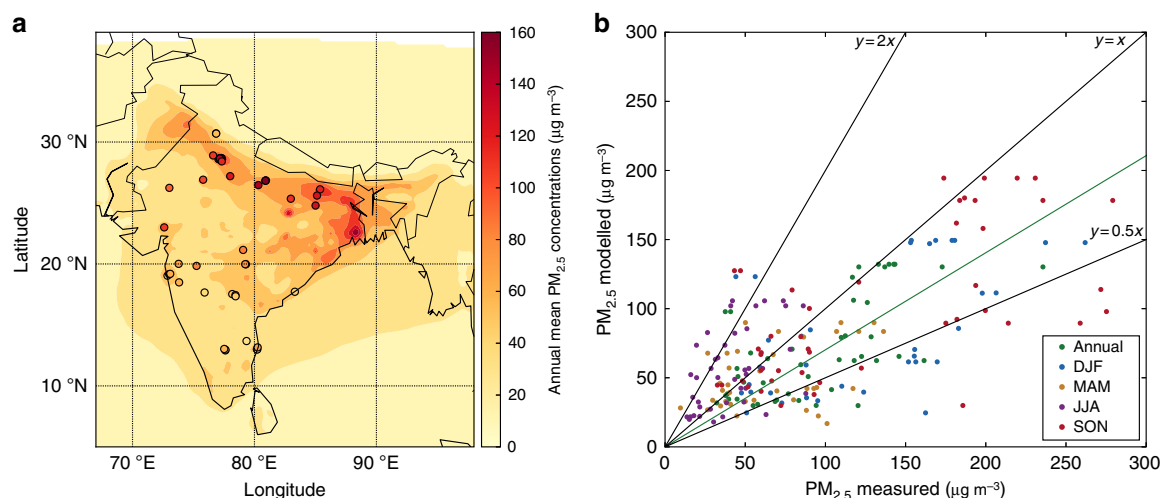 a
160
140
120
100
80
60
40
20
0
Annual mean PM2.5 concentrations (μg m−3)
30 °N
20 °N
10 °N
Latitude
70 °E 80 °E 90 °E
Longitude
b
300
250
200
150
100
50
0
PM2.5 modelled (μg m−3)
y=2x
y=x
y=0.5x
Annual
DJF
MAM
JJA
SON
0 50 100 150 200 250 300
PM2.5 measured (μg m−3)